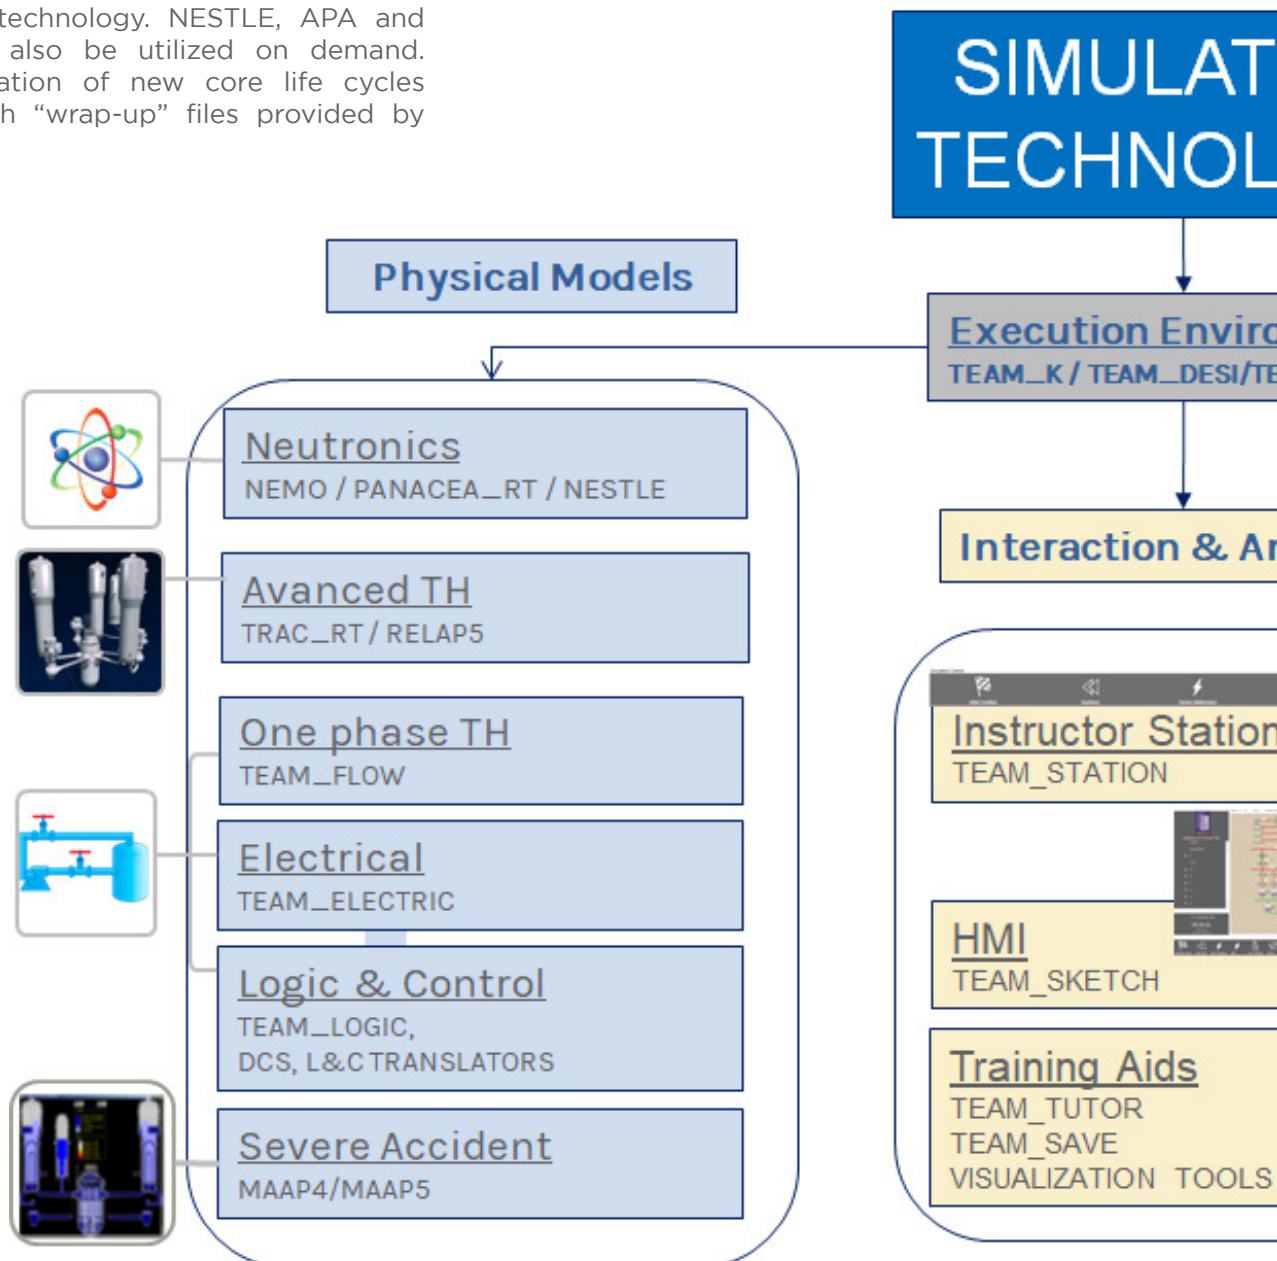 technology. NESTLE, APA and
also be utilized on demand.
ation of new core life cycles
h “wrap-up” files provided by
SIMULAT
TECHNOL
Physical Models
Execution Enviro
TEAM_K / TEAM_DESI/TE
Neutronics
NEMO / PANACEA_RT / NESTLE
Avanced TH
TRAC_RT / RELAP5
One phase TH
TEAM_FLOW
Electrical
TEAM_ELECTRIC
Logic & Control
TEAM_LOGIC,
DCS, L&C TRANSLATORS
Severe Accident
MAAP4/MAAP5
Interaction & An
Instructor Station
TEAM_STATION
HMI
TEAM_SKETCH
Training Aids
TEAM_TUTOR
TEAM_SAVE
VISUALIZATION TOOLS